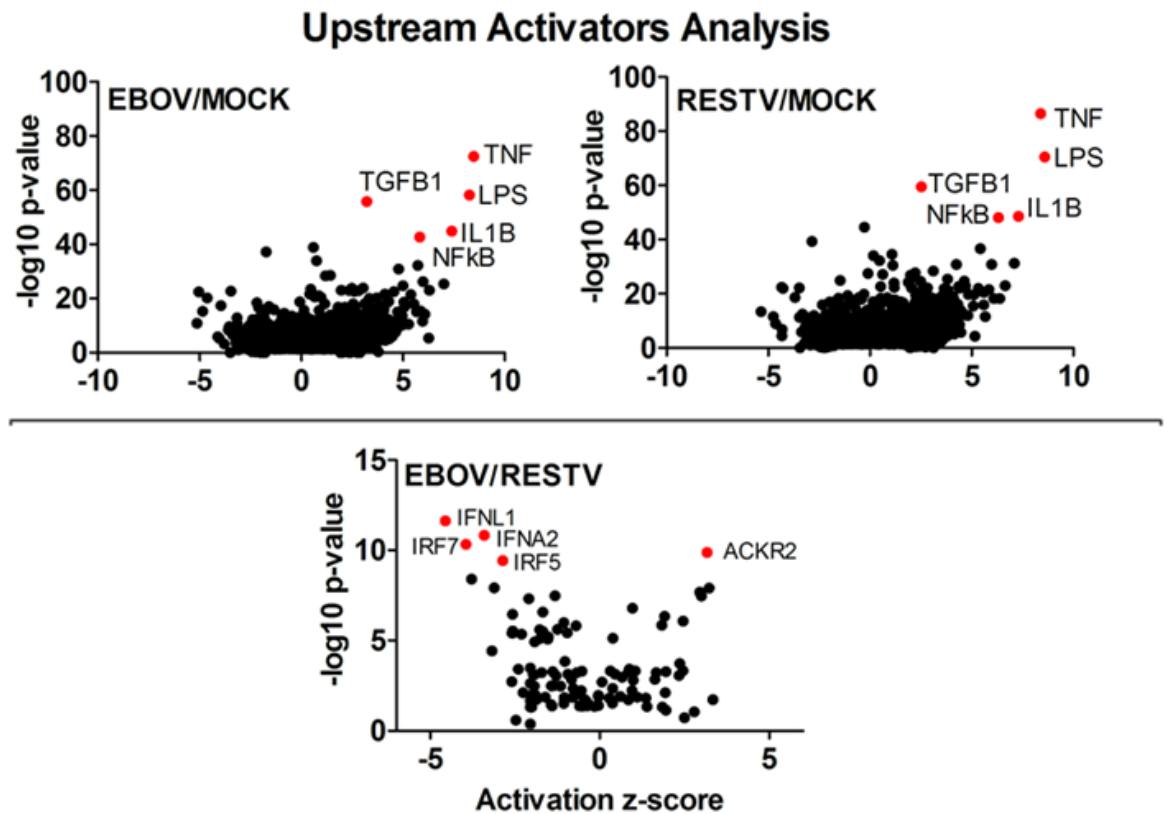 Upstream Activators Analysis
EBOV/MOCK
-log10 p-value
100
80
60
40
20
0
-10
-5
0
5
10
TNF
TGFB1
LPS
IL1B
NFkB
RESTV/MOCK
-log10 p-value
100
80
60
40
20
0
-10
-5
0
5
10
TNF
LPS
TGFB1
NFkB
IL1B
EBOV/RESTV
-log10 p-value
15
10
5
0
-5
0
5
IFNL1
IFNA2
IRF7
IRF5
ACKR2
Activation z-score